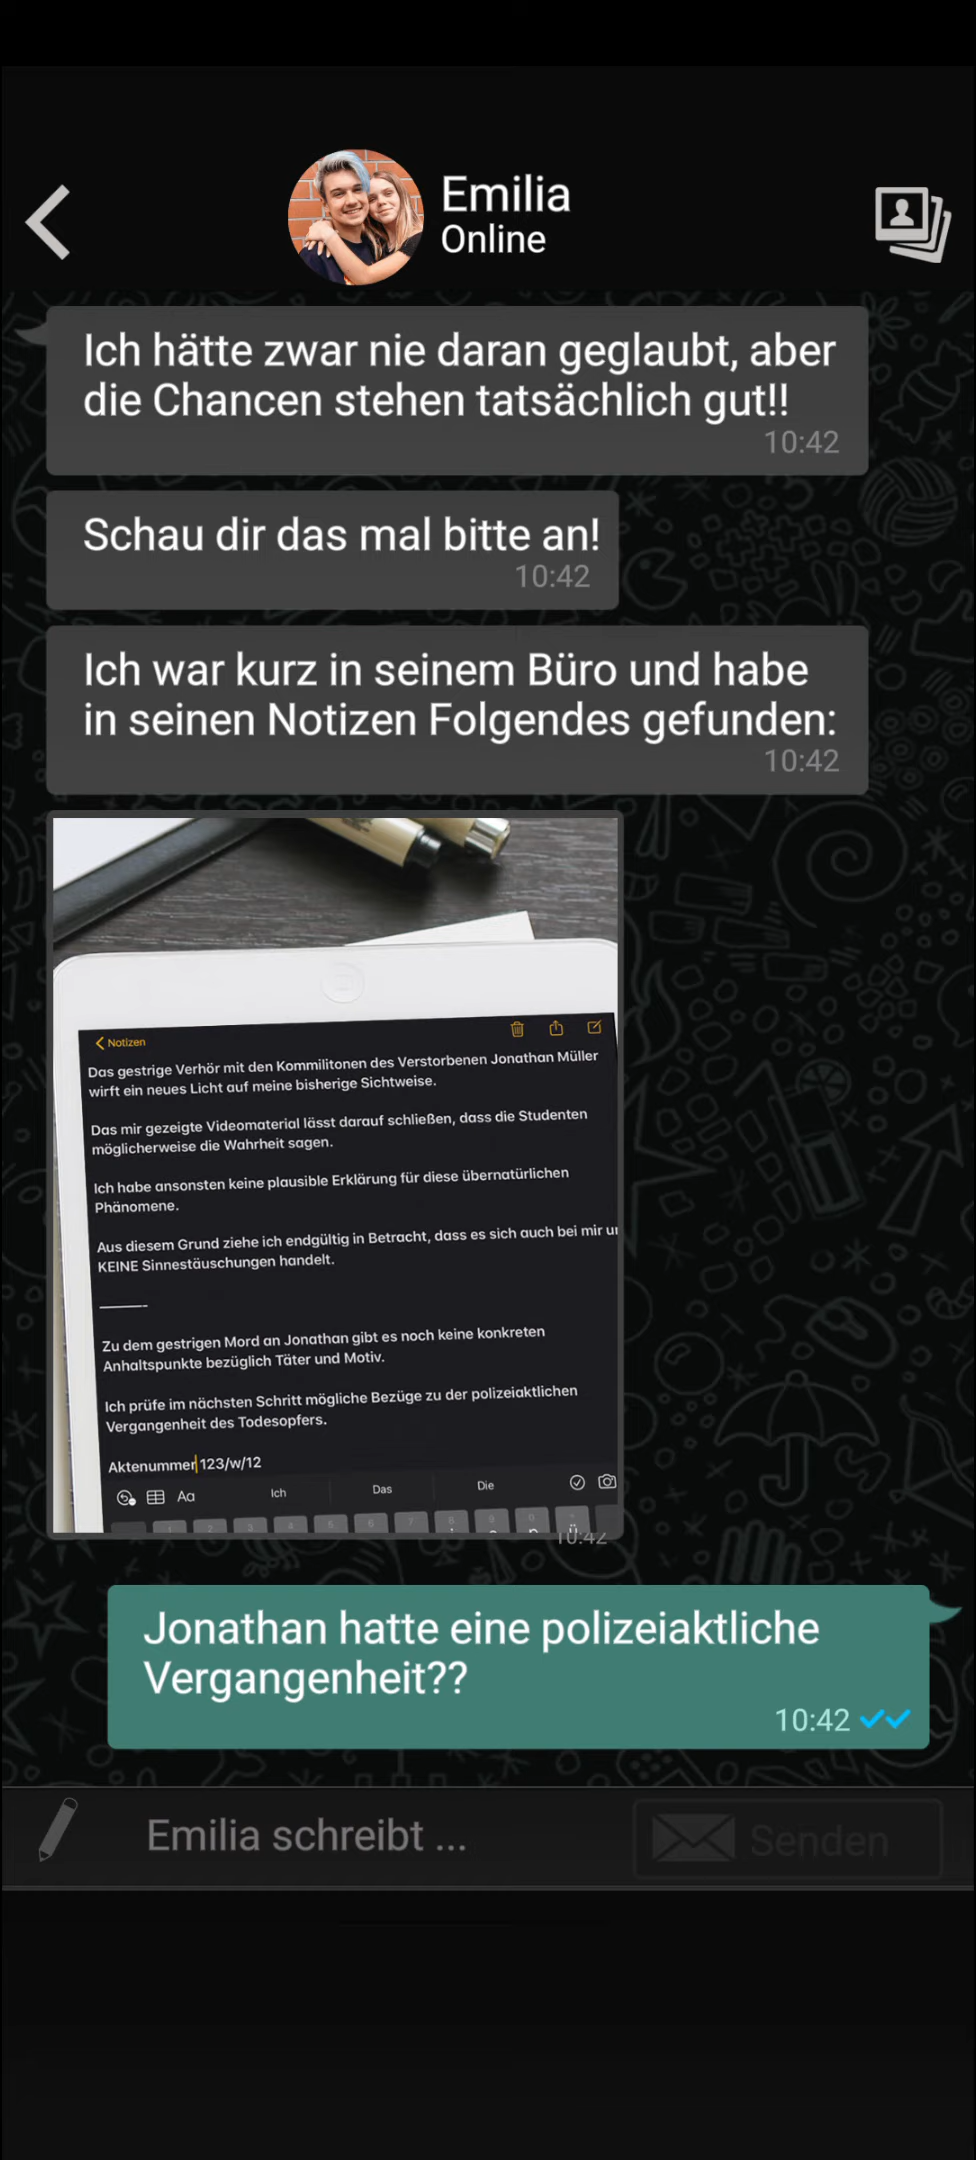 Emilia
Online
Ich hätte zwar nie daran geglaubt, aber
die Chancen stehen tatsächlich gut!!
10:42
Schau dir das mal bitte an!
10:42
Ich war kurz in seinem Büro und habe
in seinen Notizen Folgendes gefunden:
10:42
Notizen
Das gestrige Verhör mit den Kommilitonen des Verstorbenen Jonathan Müller
wirft ein neues Licht auf meine bisherige Sichtweise.
Das mir gezeigte Videomaterial lässt darauf schließen, dass die Studenten
möglicherweise die Wahrheit sagen.
Ich habe ansonsten keine plausible Erklärung für diese übernatürlichen
Phänomene.
Aus diesem Grund ziehe ich endgültig in Betracht, dass es sich auch bei mir
KEINE Sinnestäuschungen handelt.
Zu dem gestrigen Mord an Jonathan gibt es noch keine konkreten
Anhaltspunkte bezüglich Täter und Motiv.
Ich prüfe im nächsten Schritt mögliche Bezüge zu der polizeiaktlichen
Vergangenheit des Todesopfers.
Aktenummer 123/w/12
Aa Ich Das Die
10:42
Jonathan hatte eine polizeiaktliche
Vergangenheit??
10:42
Emilia schreibt ...
Senden